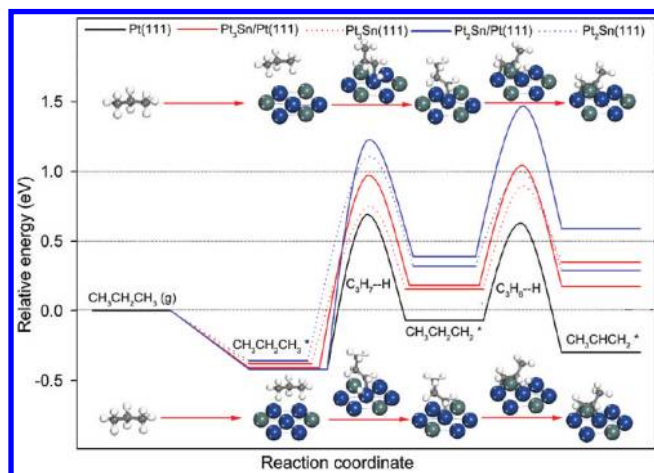 Pt(111) Pt₃Sn/Pt(111) Pt₃Sn(111) Pt₂Sn/Pt(111) Pt₂Sn(111)
Relative energy (eV)
1.5
1.0
0.5
0.0
-0.5
CH₃CH₂CH₃ (g)
CH₃CH₂CH₃ *
C₃H₇--H
CH₃CH₂CH₂ *
C₃H₆--H
CH₃CHCH₂ *
Reaction coordinate